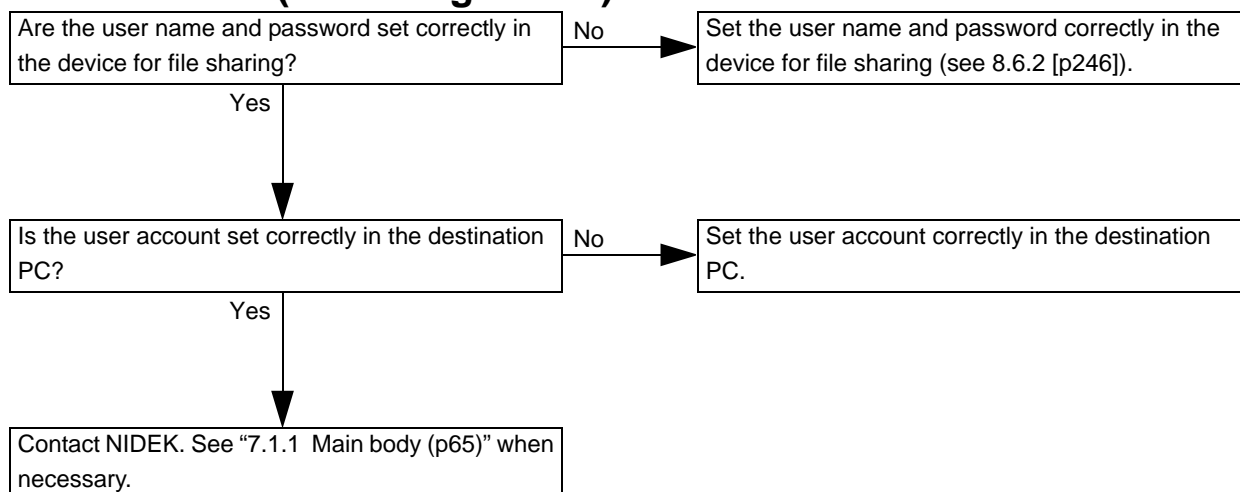 Are the user name and password set correctly in
the device for file sharing?
No
Set the user name and password correctly in the
device for file sharing (see 8.6.2 [p246]).
Yes
Is the user account set correctly in the destination
PC?
No
Set the user account correctly in the destination
PC.
Yes
Contact NIDEK. See “7.1.1  Main body (p65)” when
necessary.